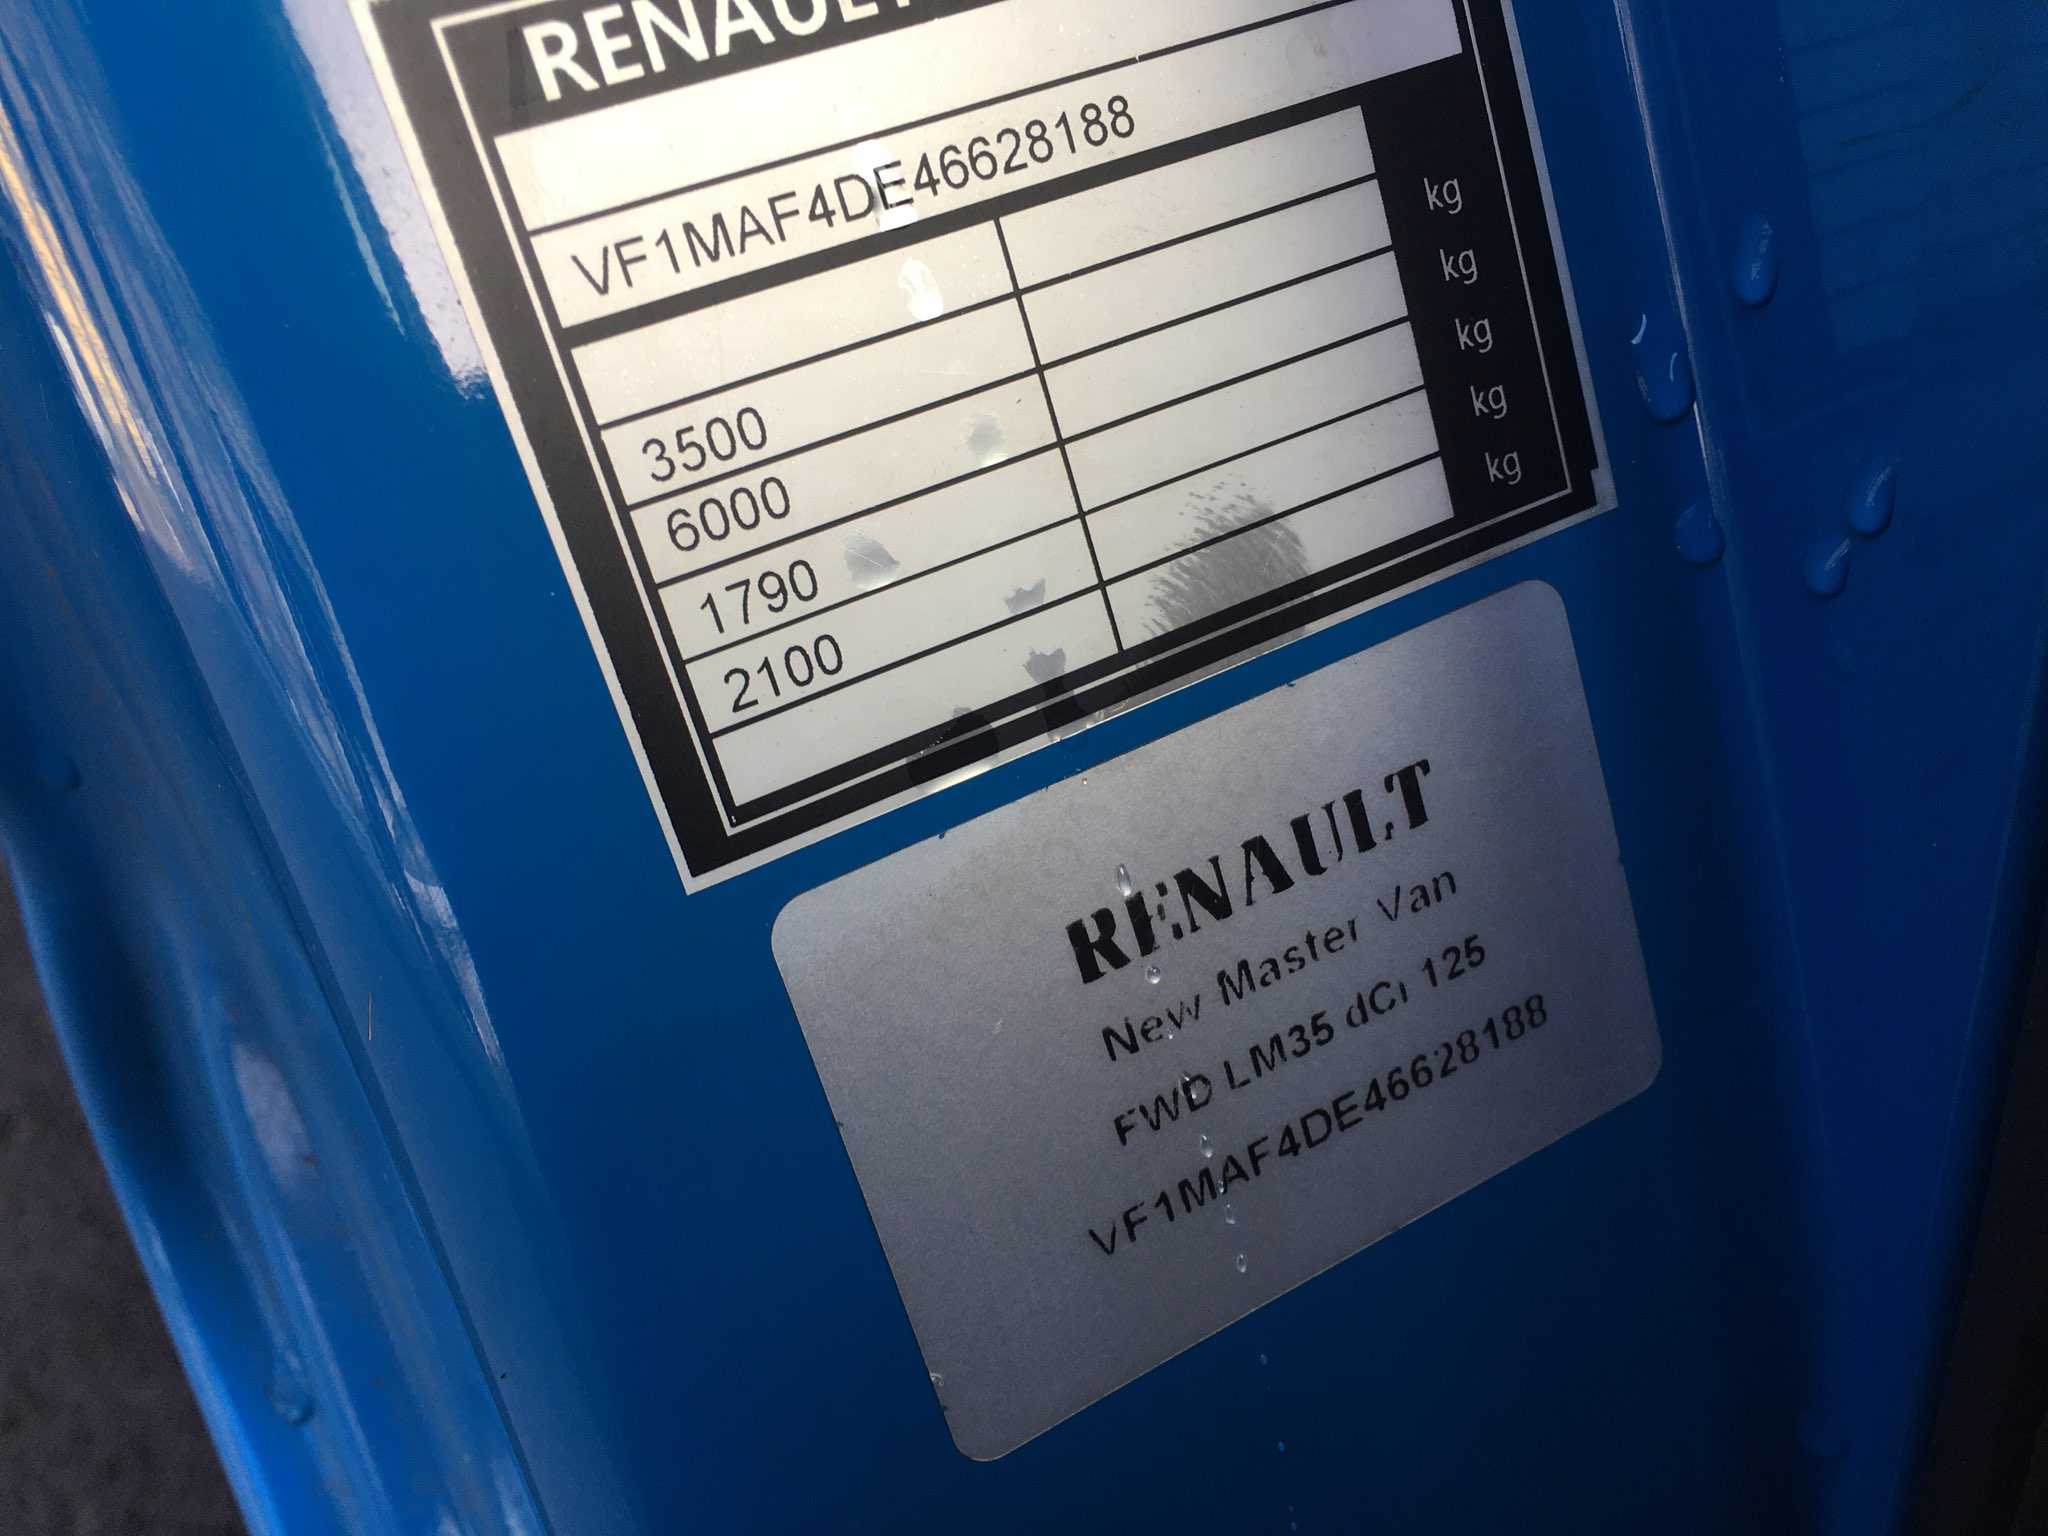 RENAULT
VF1MAF4DE46628188
kg
3500 kg
6000 kg
1790 kg
2100 kg
RENAULT
New Master Van
FWD LM35 dCi 125
VF1MAF4DE46628188